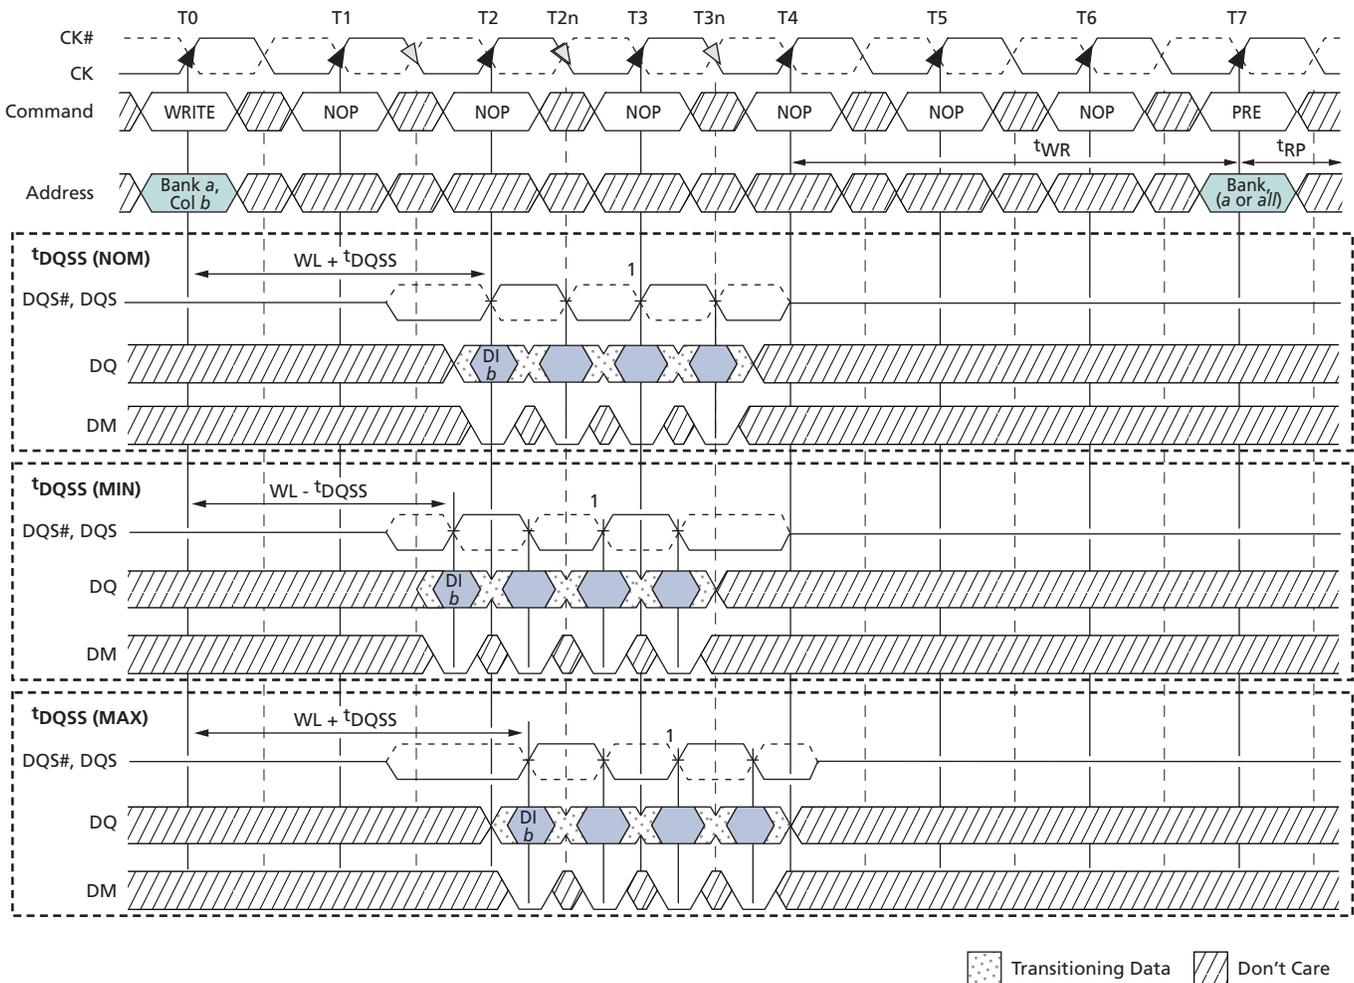 T0 T1 T2 T2n T3 T3n T4 T5 T6 T7
CK#
CK
Command WRITE NOP NOP NOP NOP NOP NOP PRE
tWR tRP
Address Bank a, Col b Bank, (a or all)
tDQSS (NOM) WL + tDQSS
1
DQS#, DQS
DQ DI b
DM
tDQSS (MIN) WL - tDQSS
1
DQS#, DQS
DQ DI b
DM
tDQSS (MAX) WL + tDQSS
1
DQS#, DQS
DQ DI b
DM
Transitioning Data Don't Care